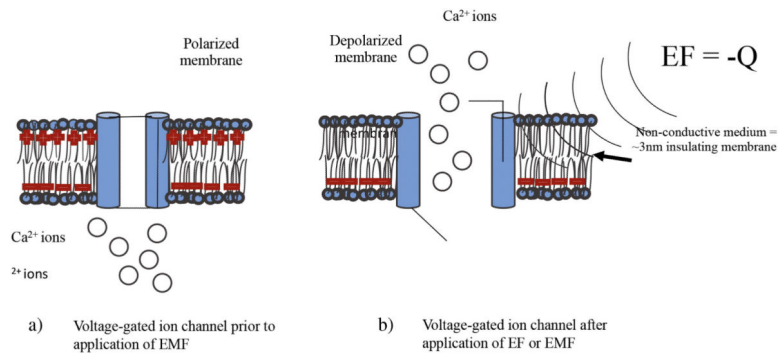 Polarized
membrane
Ca²⁺ ions
²⁺ ions
a) Voltage-gated ion channel prior to
application of EMF
Ca²⁺ ions
Depolarized
membrane
EF = -Q
membran
Non-conductive medium =
~3nm insulating membrane
b) Voltage-gated ion channel after
application of EF or EMF